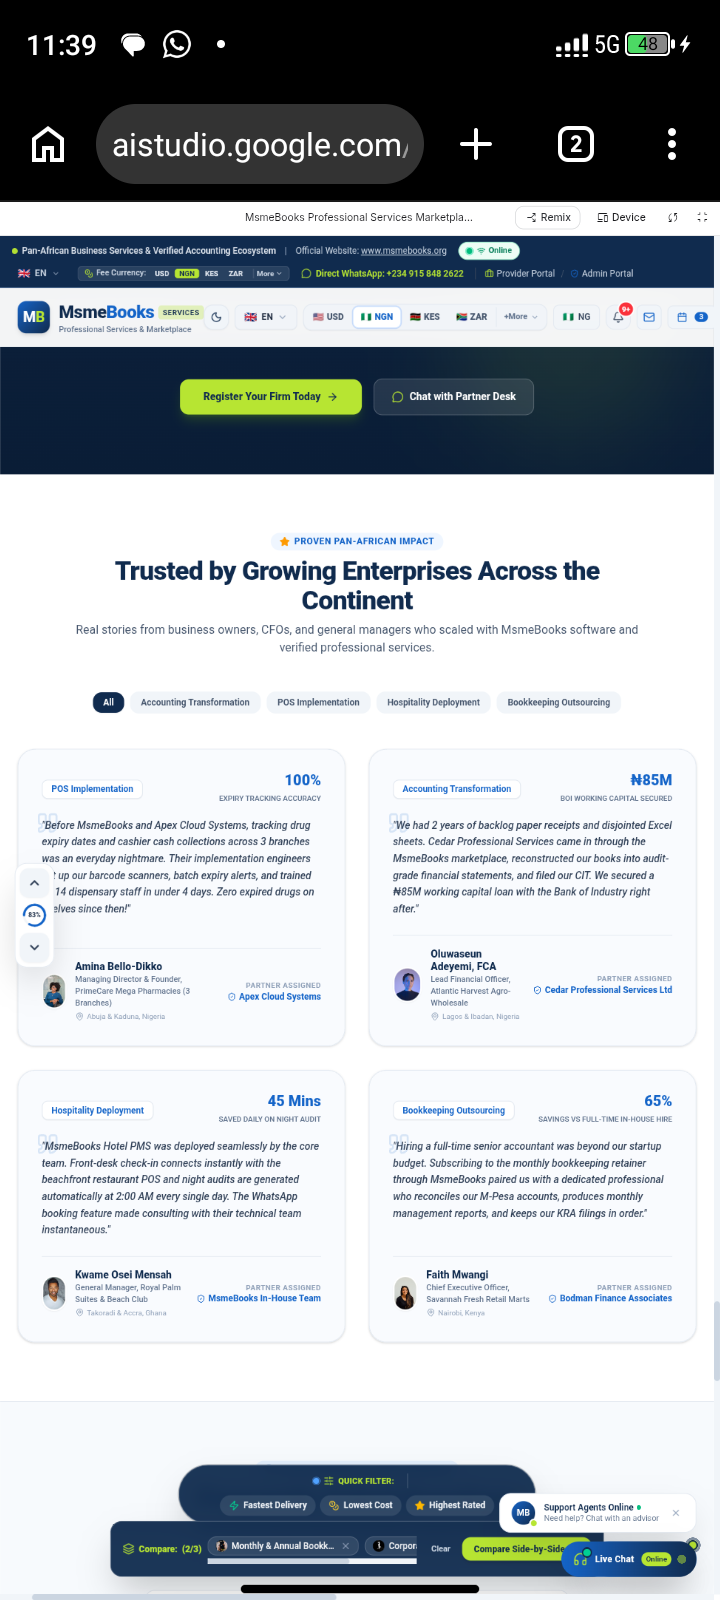 11:39
5G 48
aistudio.google.com/
2
MsmeBooks Professional Services Marketpla...
Remix
Device
Pan-African Business Services & Verified Accounting Ecosystem | Official Website: www.msmebooks.org Online
EN Fee Currency: USD NGN KES ZAR More Direct WhatsApp: +234 915 848 2622 Provider Portal / Admin Portal
MB MsmeBooks SERVICES
Professional Services & Marketplace
EN USD NGN KES ZAR +More NG 9+ 3
Register Your Firm Today →
Chat with Partner Desk
PROVEN PAN-AFRICAN IMPACT
Trusted by Growing Enterprises Across the
Continent
Real stories from business owners, CFOs, and general managers who scaled with MsmeBooks software and
verified professional services.
All
Accounting Transformation
POS Implementation
Hospitality Deployment
Bookkeeping Outsourcing
POS Implementation
100%
EXPIRY TRACKING ACCURACY
"Before MsmeBooks and Apex Cloud Systems, tracking drug
expiry dates and cashier cash collections across 3 branches
was an everyday nightmare. Their implementation engineers
t up our barcode scanners, batch expiry alerts, and trained
14 dispensary staff in under 4 days. Zero expired drugs on
elves since then!"
83%
Amina Bello-Dikko
Managing Director & Founder,
PrimeCare Mega Pharmacies (3
Branches)
Abuja & Kaduna, Nigeria
PARTNER ASSIGNED
Apex Cloud Systems
Accounting Transformation
₦85M
BOI WORKING CAPITAL SECURED
"We had 2 years of backlog paper receipts and disjointed Excel
sheets. Cedar Professional Services came in through the
MsmeBooks marketplace, reconstructed our books into audit-
grade financial statements, and filed our CIT. We secured a
₦85M working capital loan with the Bank of Industry right
after."
Oluwaseun
Adeyemi, FCA
Lead Financial Officer,
Atlantic Harvest Agro-
Wholesale
Lagos & Ibadan, Nigeria
PARTNER ASSIGNED
Cedar Professional Services Ltd
Hospitality Deployment
45 Mins
SAVED DAILY ON NIGHT AUDIT
"MsmeBooks Hotel PMS was deployed seamlessly by the core
team. Front-desk check-in connects instantly with the
beachfront restaurant POS and night audits are generated
automatically at 2:00 AM every single day. The WhatsApp
booking feature made consulting with their technical team
instantaneous."
Kwame Osei Mensah
General Manager, Royal Palm
Suites & Beach Club
Takoradi & Accra, Ghana
PARTNER ASSIGNED
MsmeBooks In-House Team
Bookkeeping Outsourcing
65%
SAVINGS VS FULL-TIME IN-HOUSE HIRE
"Hiring a full-time senior accountant was beyond our startup
budget. Subscribing to the monthly bookkeeping retainer
through MsmeBooks paired us with a dedicated professional
who reconciles our M-Pesa accounts, produces monthly
management reports, and keeps our KRA filings in order."
Faith Mwangi
Chief Executive Officer,
Savannah Fresh Retail Marts
Nairobi, Kenya
PARTNER ASSIGNED
Bodman Finance Associates
QUICK FILTER:
Fastest Delivery
Lowest Cost
Highest Rated
MB Support Agents Online
Need help? Chat with an advisor
Compare: (2/3)
Monthly & Annual Bookk...
Corpor
Clear
Compare Side-by-Side
Live Chat Online